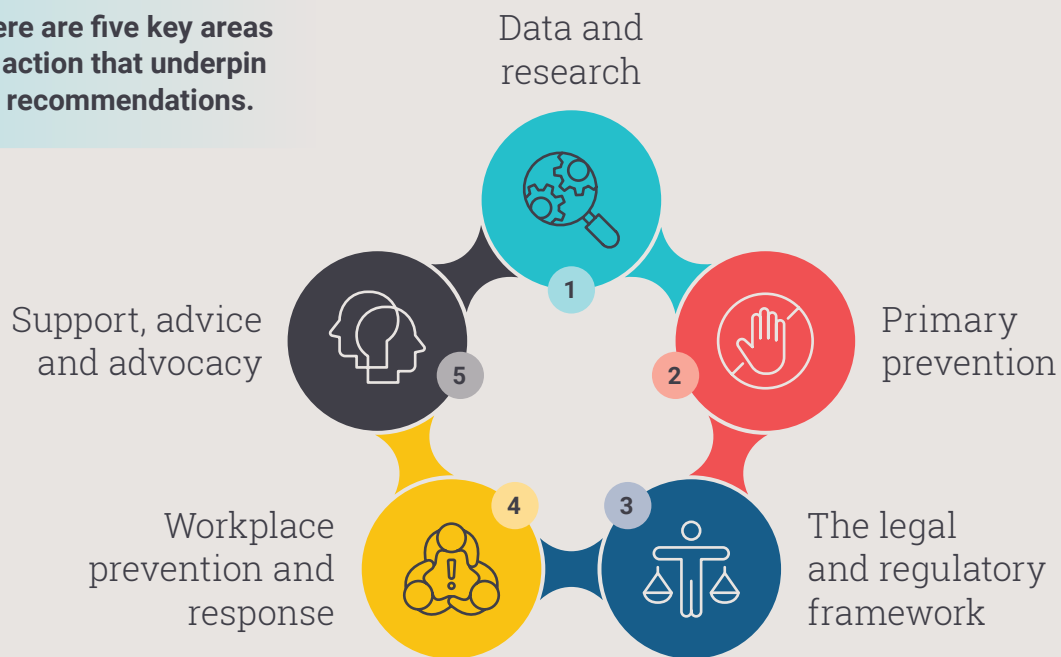 ere are five key areas
action that underpin
recommendations.
Data and
research
1
Primary
prevention
2
The legal
and regulatory
framework
3
Workplace
prevention and
response
4
Support, advice
and advocacy
5
!